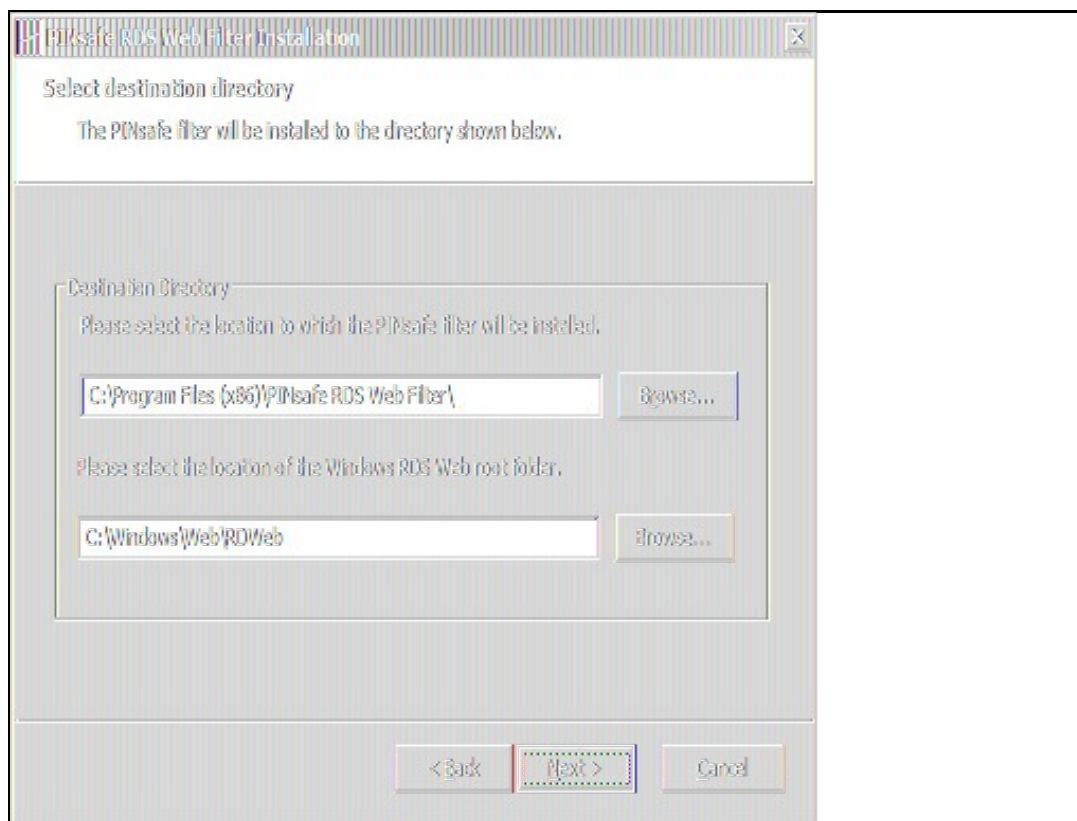 PINsafe RDS Web Filter Installation
Select destination directory
The PINsafe filter will be installed to the directory shown below.
Destination Directory
Please select the location to which the PINsafe filter will be installed.
C:\Program Files (x86)\PINsafe RDS Web Filter\
Browse...
Please select the location of the Windows RDS Web root folder.
C:\Windows\Web\RDWeb
Browse...
< Back
Next >
Cancel